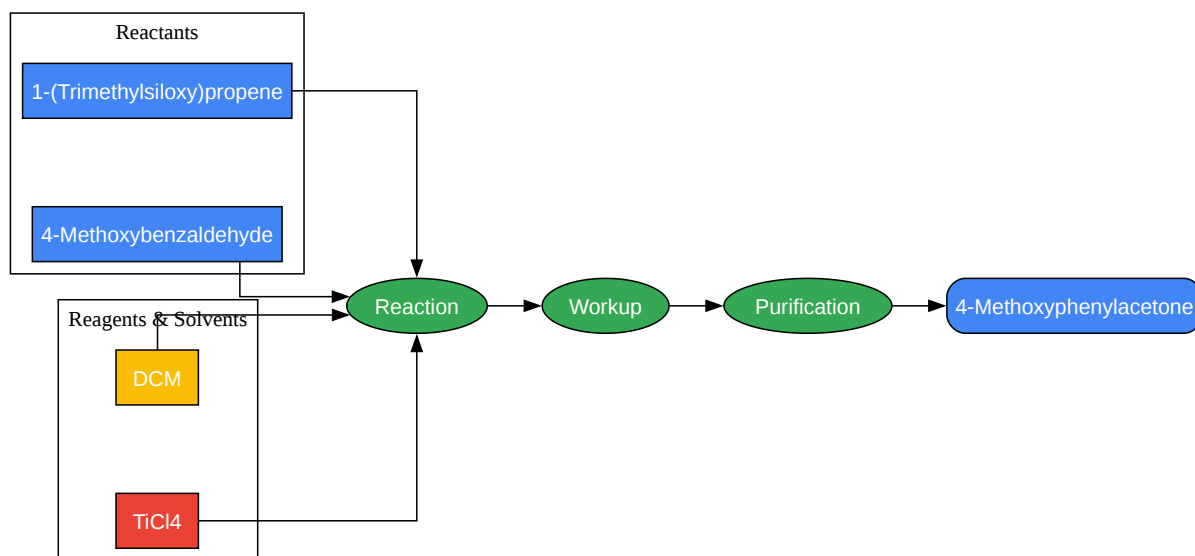 Reactants
1-(Trimethylsiloxy)propene
4-Methoxybenzaldehyde
Reaction
Workup
Purification
4-Methoxyphenylacetone
Reagents & Solvents
DCM
TiCl4